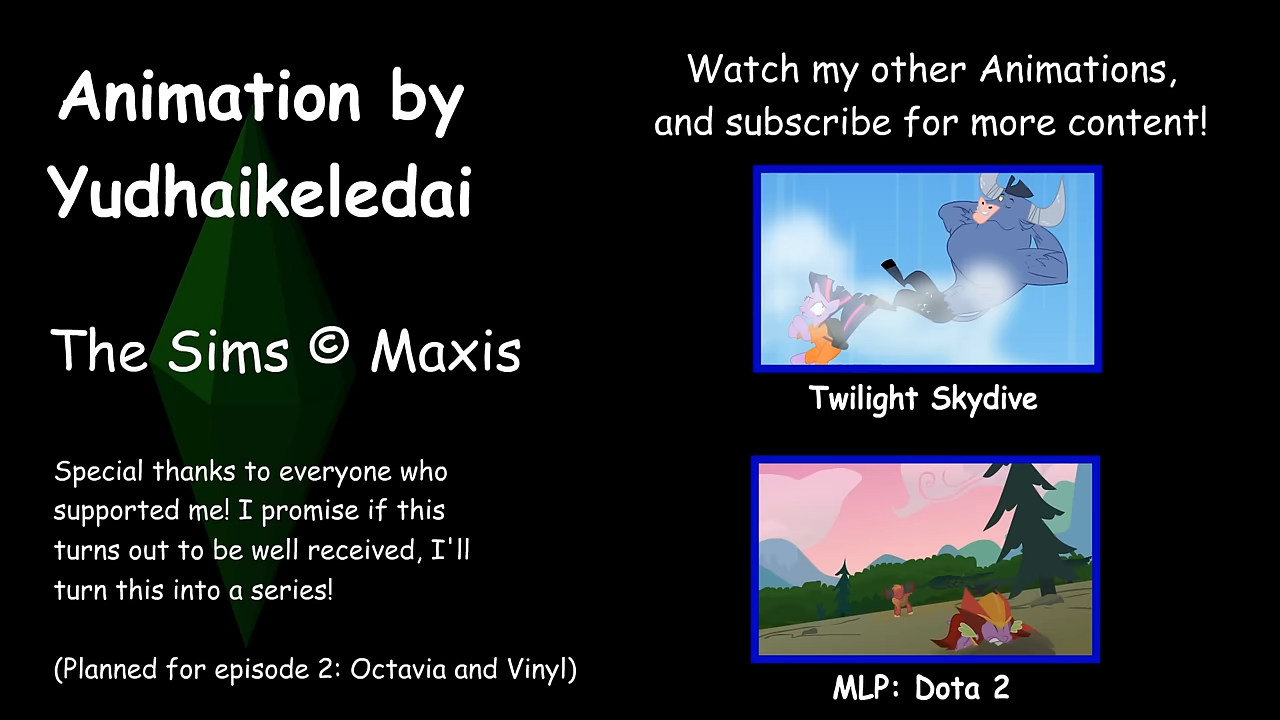 Animation by
Yudhaikeledai
The Sims © Maxis
Special thanks to everyone who
supported me! I promise if this
turns out to be well received, I'll
turn this into a series!
(Planned for episode 2: Octavia and Vinyl)
Watch my other Animations,
and subscribe for more content!
Twilight Skydive
MLP: Dota 2